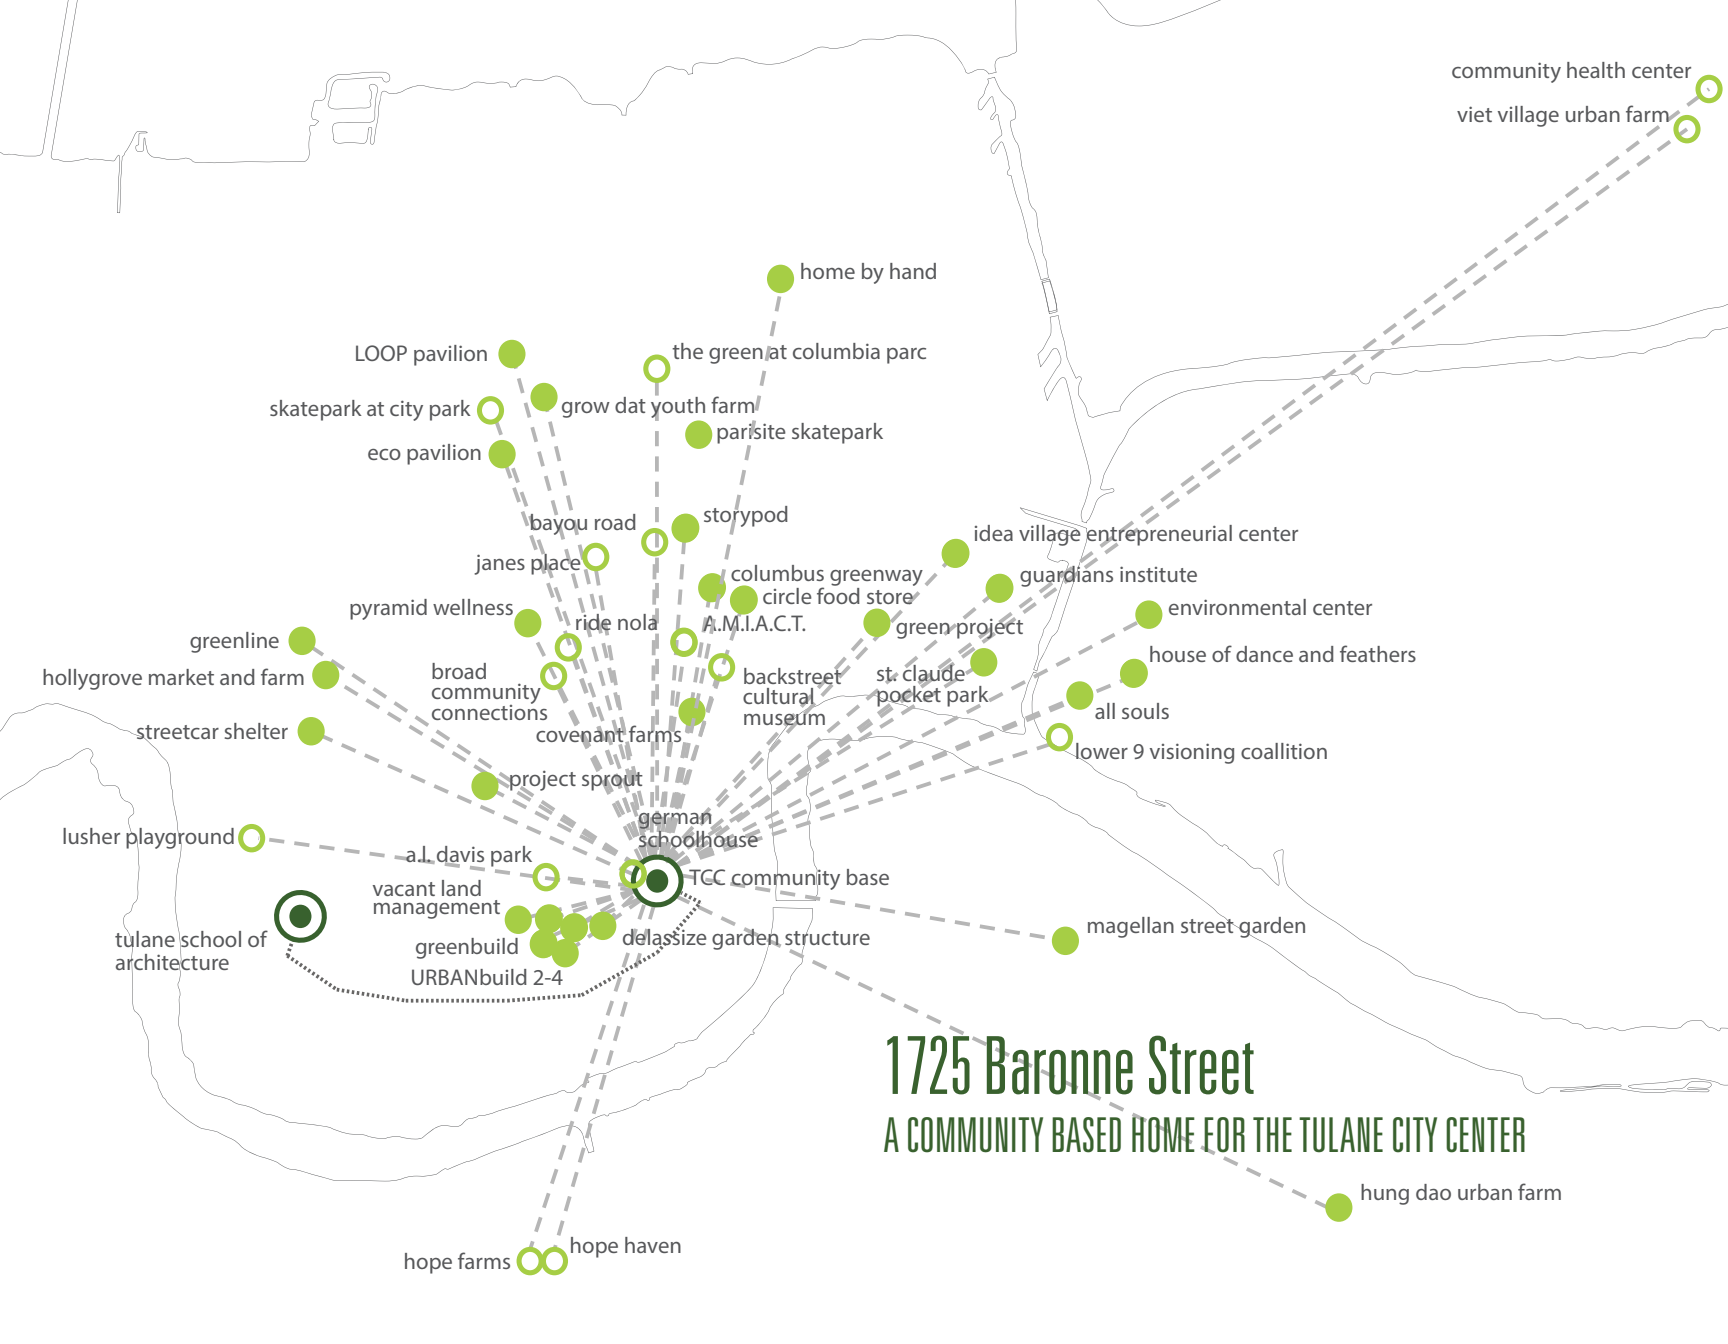 community health center
viet village urban farm
home by hand
LOOP pavilion
the green at columbia parc
skatepark at city park
grow dat youth farm
parisite skatepark
eco pavilion
bayou road
storypod
idea village entrepreneurial center
janes place
columbus greenway
guardians institute
circle food store
pyramid wellness
ride nola
A.M.I.A.C.T.
green project
environmental center
greenline
hollygrove market and farm
broad
community
connections
backstreet
cultural
museum
st. claude
pocket park
house of dance and feathers
all souls
streetcar shelter
covenant farms
lower 9 visioning coallition
project sprout
german
schoolhouse
lusher playground
a.l. davis park
TCC community base
vacant land
management
tulane school of
architecture
greenbuild
delassize garden structure
magellan street garden
URBANbuild 2-4
1725 Baronne Street
A COMMUNITY BASED HOME FOR THE TULANE CITY CENTER
hung dao urban farm
hope farms
hope haven